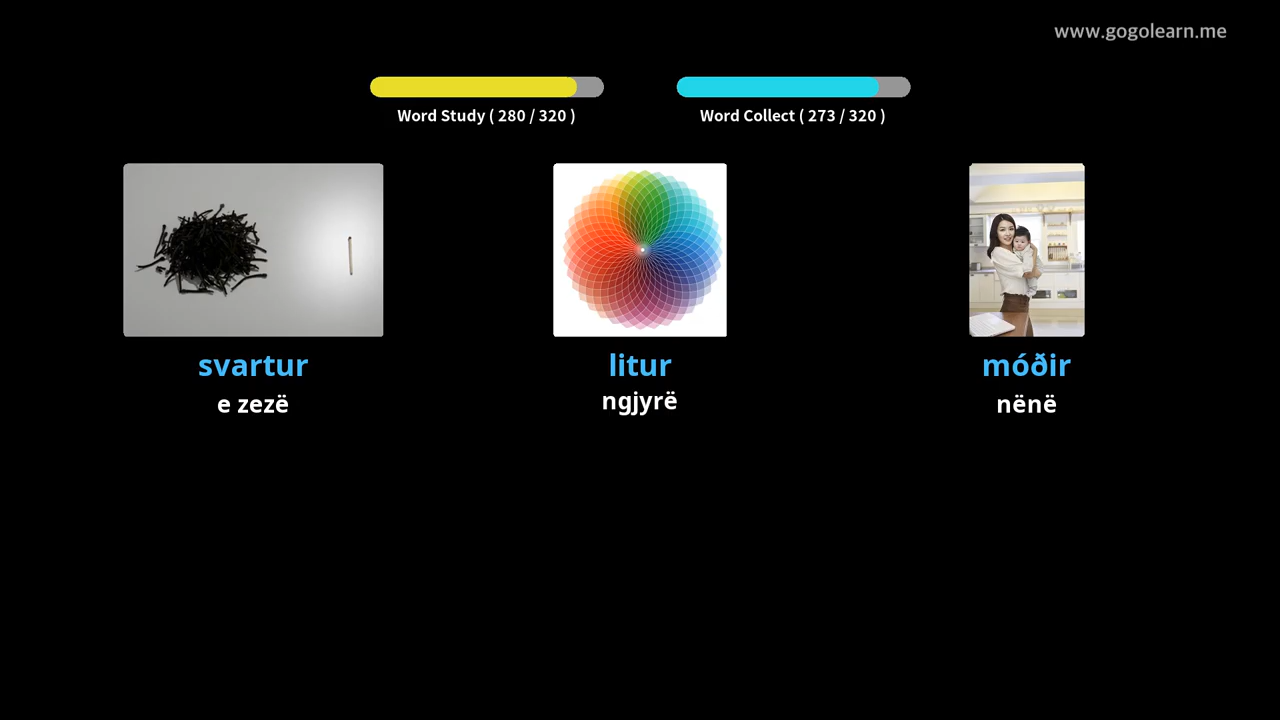 www.gogolearn.me
Word Study ( 280 / 320 )
Word Collect ( 273 / 320 )
svartur
e zezë
litur
ngjyrë
móðir
nënë